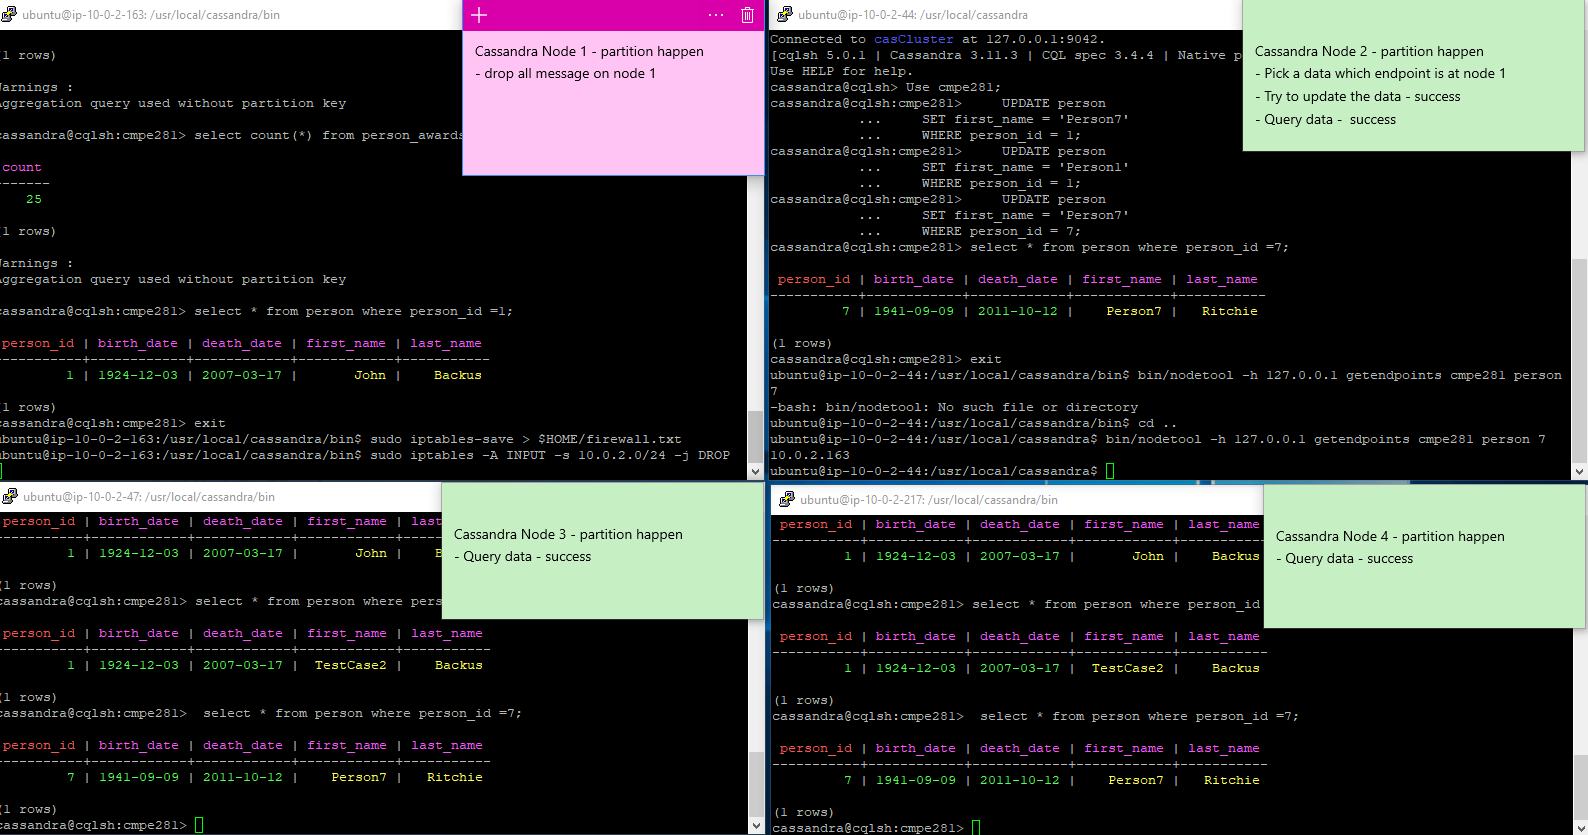 ubuntu@ip-10-0-2-163: /usr/local/cassandra/bin
(1 rows)
Warnings :
Aggregation query used without partition key
cassandra@cqlsh:cmpe281> select count(*) from person_awards
count
-------
25
(1 rows)
Warnings :
Aggregation query used without partition key
cassandra@cqlsh:cmpe281> select * from person where person_id =1;
person_id | birth_date | death_date | first_name | last_name
-----------+------------+------------+------------+-----------
1 | 1924-12-03 | 2007-03-17 | John | Backus
(1 rows)
cassandra@cqlsh:cmpe281> exit
ubuntu@ip-10-0-2-163:/usr/local/cassandra/bin$ sudo iptables-save > $HOME/firewall.txt
ubuntu@ip-10-0-2-163:/usr/local/cassandra/bin$ sudo iptables -A INPUT -s 10.0.2.0/24 -j DROP
Cassandra Node 1 - partition happen
- drop all message on node 1
ubuntu@ip-10-0-2-44: /usr/local/cassandra
Connected to casCluster at 127.0.0.1:9042.
[cqlsh 5.0.1 | Cassandra 3.11.3 | CQL spec 3.4.4 | Native p
Use HELP for help.
cassandra@cqlsh> Use cmpe281;
cassandra@cqlsh:cmpe281> UPDATE person
... SET first_name = 'Person7'
... WHERE person_id = 1;
cassandra@cqlsh:cmpe281> UPDATE person
... SET first_name = 'Person1'
... WHERE person_id = 1;
cassandra@cqlsh:cmpe281> UPDATE person
... SET first_name = 'Person7'
... WHERE person_id = 7;
cassandra@cqlsh:cmpe281> select * from person where person_id =7;
person_id | birth_date | death_date | first_name | last_name
-----------+------------+------------+------------+-----------
7 | 1941-09-09 | 2011-10-12 | Person7 | Ritchie
(1 rows)
cassandra@cqlsh:cmpe281> exit
ubuntu@ip-10-0-2-44:/usr/local/cassandra/bin$ bin/nodetool -h 127.0.0.1 getendpoints cmpe281 person
7
-bash: bin/nodetool: No such file or directory
ubuntu@ip-10-0-2-44:/usr/local/cassandra/bin$ cd ..
ubuntu@ip-10-0-2-44:/usr/local/cassandra$ bin/nodetool -h 127.0.0.1 getendpoints cmpe281 person 7
10.0.2.163
ubuntu@ip-10-0-2-44:/usr/local/cassandra$
Cassandra Node 2 - partition happen
- Pick a data which endpoint is at node 1
- Try to update the data - success
- Query data - success
ubuntu@ip-10-0-2-47: /usr/local/cassandra/bin
person_id | birth_date | death_date | first_name | last
-----------+------------+------------+------------+----
1 | 1924-12-03 | 2007-03-17 | John | B
(1 rows)
cassandra@cqlsh:cmpe281> select * from person where pers
person_id | birth_date | death_date | first_name | last_name
-----------+------------+------------+------------+-----------
1 | 1924-12-03 | 2007-03-17 | TestCase2 | Backus
(1 rows)
cassandra@cqlsh:cmpe281> select * from person where person_id =7;
person_id | birth_date | death_date | first_name | last_name
-----------+------------+------------+------------+-----------
7 | 1941-09-09 | 2011-10-12 | Person7 | Ritchie
(1 rows)
cassandra@cqlsh:cmpe281>
Cassandra Node 3 - partition happen
- Query data - success
ubuntu@ip-10-0-2-217: /usr/local/cassandra/bin
person_id | birth_date | death_date | first_name | last_name
-----------+------------+------------+------------+-----------
1 | 1924-12-03 | 2007-03-17 | John | Backus
(1 rows)
cassandra@cqlsh:cmpe281> select * from person where person_id
person_id | birth_date | death_date | first_name | last_name
-----------+------------+------------+------------+-----------
1 | 1924-12-03 | 2007-03-17 | TestCase2 | Backus
(1 rows)
cassandra@cqlsh:cmpe281> select * from person where person_id =7;
person_id | birth_date | death_date | first_name | last_name
-----------+------------+------------+------------+-----------
7 | 1941-09-09 | 2011-10-12 | Person7 | Ritchie
(1 rows)
cassandra@cqlsh:cmpe281>
Cassandra Node 4 - partition happen
- Query data - success